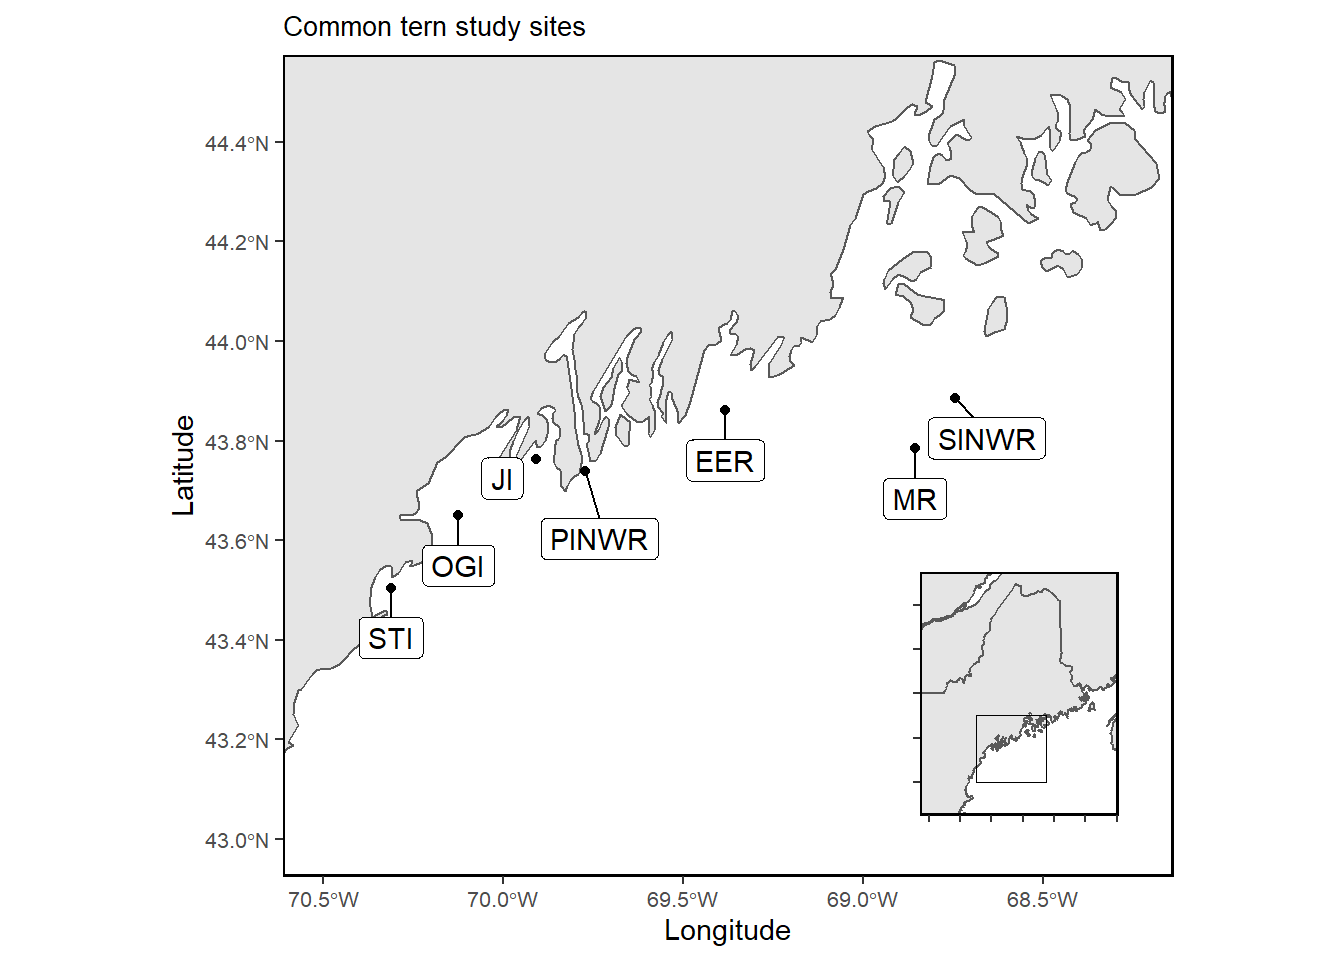 Common tern study sites
44.4°N
44.2°N
44.0°N
43.8°N
43.6°N
43.4°N
43.2°N
43.0°N
Latitude
SINWR
EER
JI
MR
PINWR
OGI
STI
70.5°W
70.0°W
69.5°W
69.0°W
68.5°W
Longitude